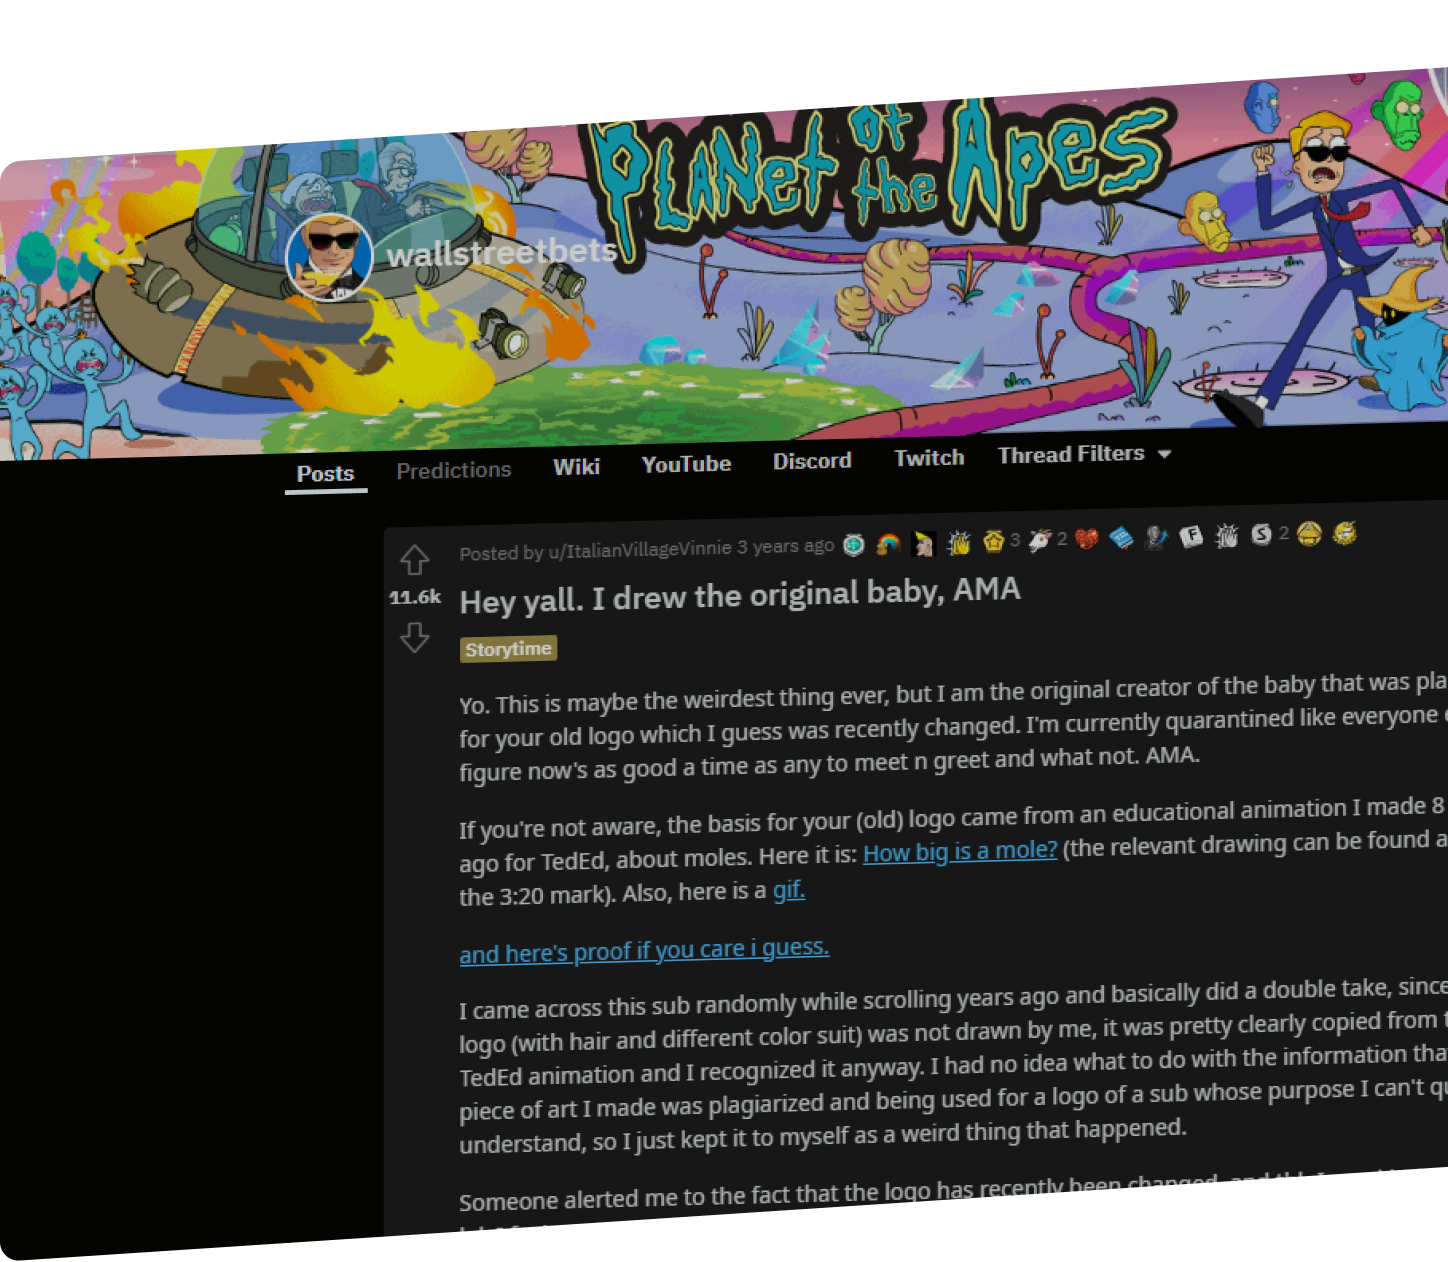 Planet of the Apes
wallstreetbets
Posts Predictions Wiki YouTube Discord Twitch Thread Filters
Posted by u/ItalianVillageVinnie 3 years ago 3 2 F S 2
11.6k
Hey yall. I drew the original baby, AMA
Storytime
Yo. This is maybe the weirdest thing ever, but I am the original creator of the baby that was
for your old logo which I guess was recently changed. I'm currently quarantined like everyone
figure now's as good a time as any to meet n greet and what not. AMA.
If you're not aware, the basis for your (old) logo came from an educational animation I made 8
ago for TedEd, about moles. Here it is: How big is a mole? (the relevant drawing can be found
the 3:20 mark). Also, here is a gif.
and here's proof if you care i guess.
I came across this sub randomly while scrolling years ago and basically did a double take, since
logo (with hair and different color suit) was not drawn by me, it was pretty clearly copied from
TedEd animation and I recognized it anyway. I had no idea what to do with the information
piece of art I made was plagiarized and being used for a logo of a sub whose purpose I can't
understand, so I just kept it to myself as a weird thing that happened.
Someone alerted me to the fact that the logo has recently been changed, and